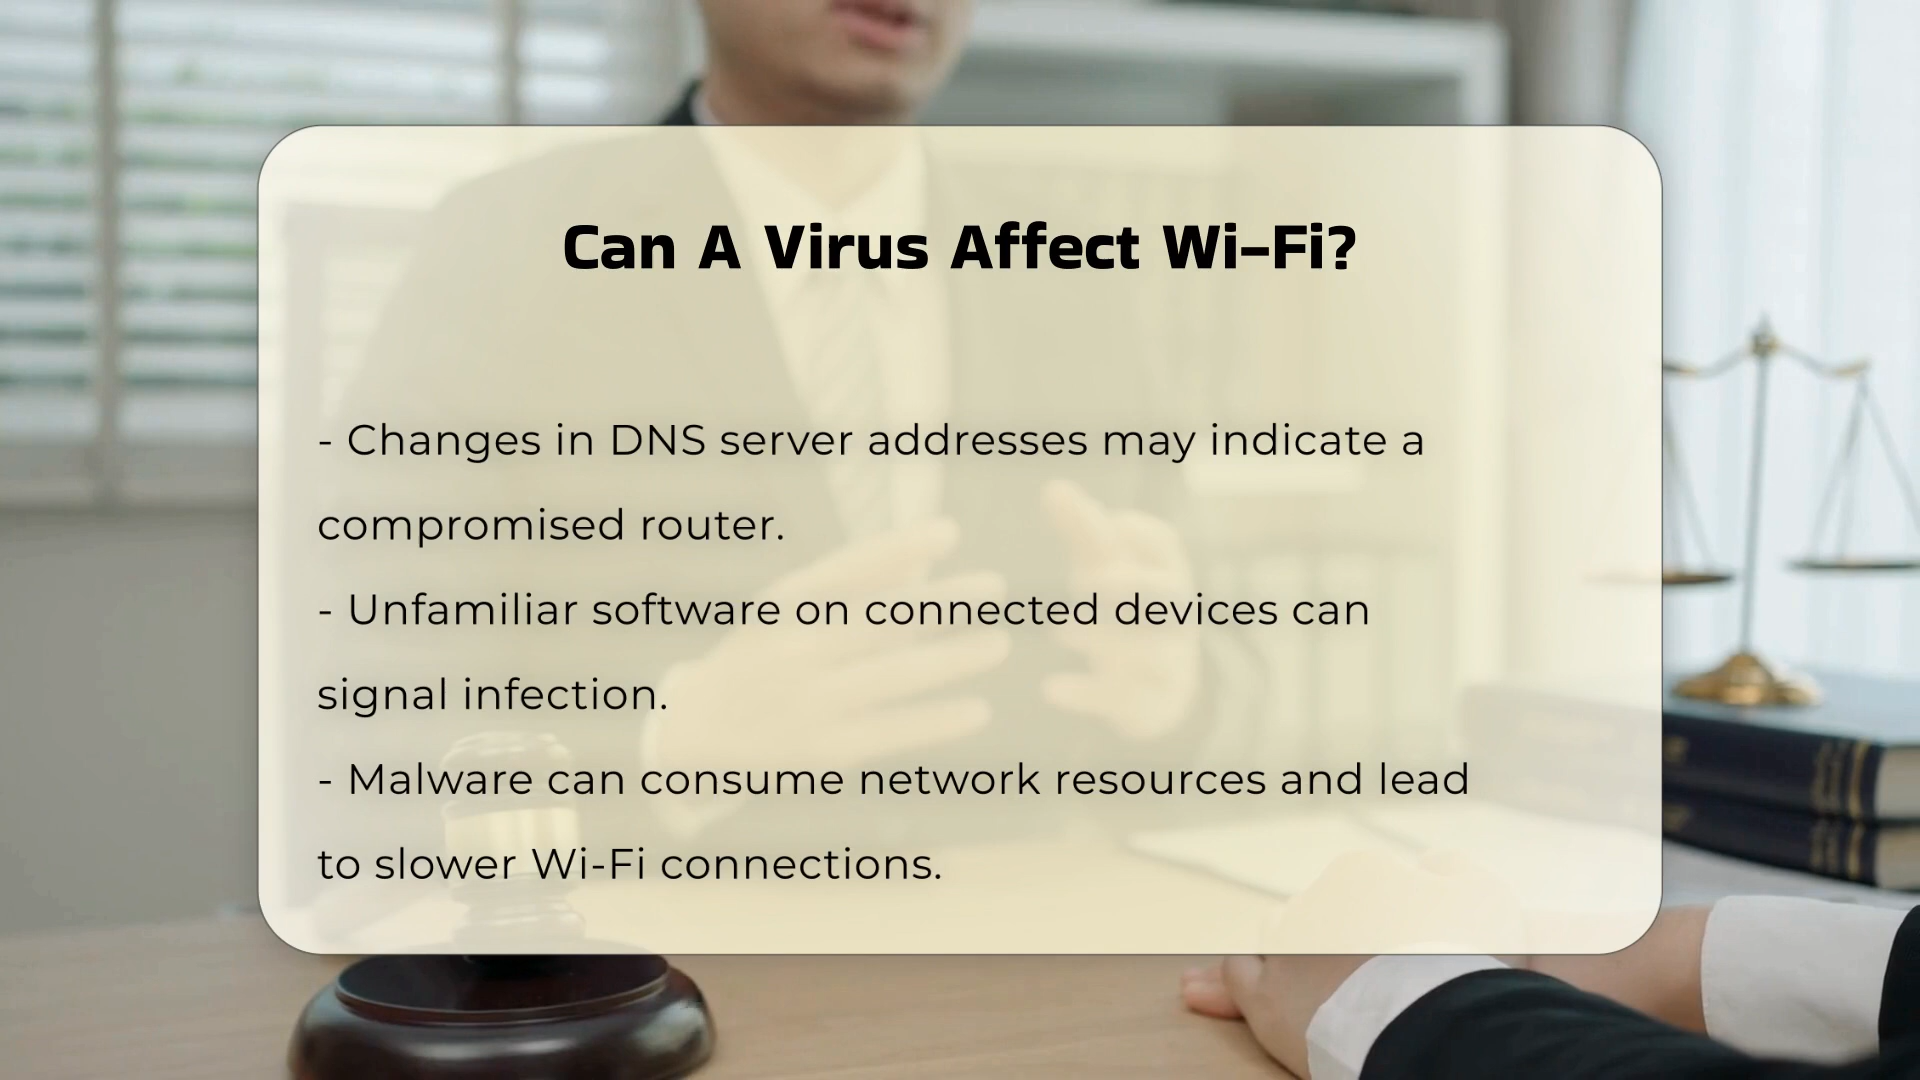 Can A Virus Affect Wi-Fi?
- Changes in DNS server addresses may indicate a
compromised router.
- Unfamiliar software on connected devices can
signal infection.
- Malware can consume network resources and lead
to slower Wi-Fi connections.